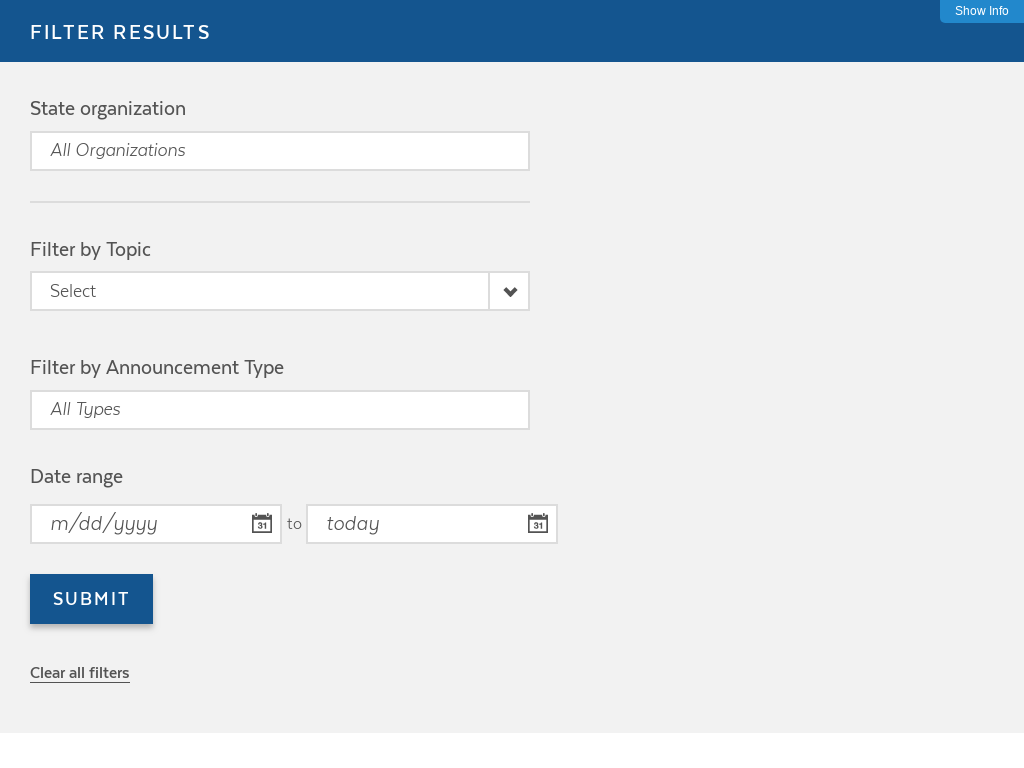 Show Info
FILTER RESULTS
State organization
All Organizations
Filter by Topic
Select
Filter by Announcement Type
All Types
Date range
m/dd/yyyy 31 to today 31
SUBMIT
Clear all filters